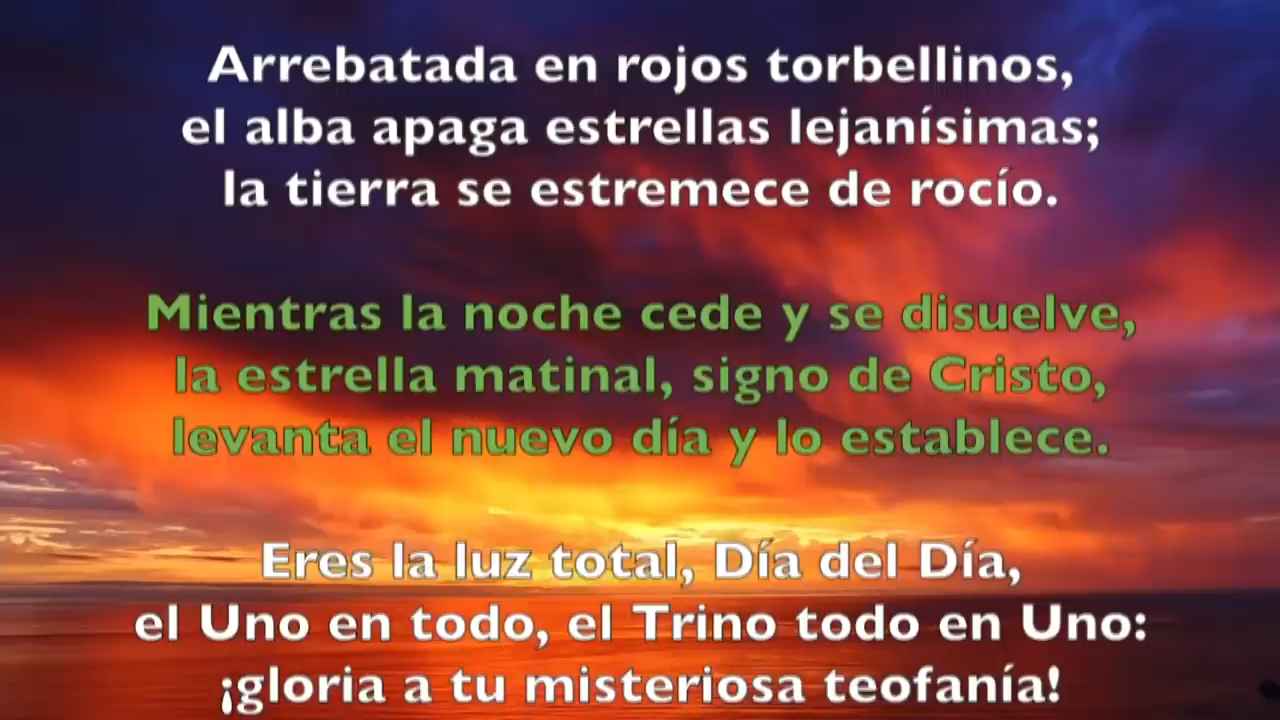 Arrebatada en rojos torbellinos,
el alba apaga estrellas lejanísimas;
la tierra se estremece de rocío.
Mientras la noche cede y se disuelve,
la estrella matinal, signo de Cristo,
levanta el nuevo día y lo establece.
Eres la luz total, Día del Día,
el Uno en todo, el Trino todo en Uno:
¡gloria a tu misteriosa teofanía!